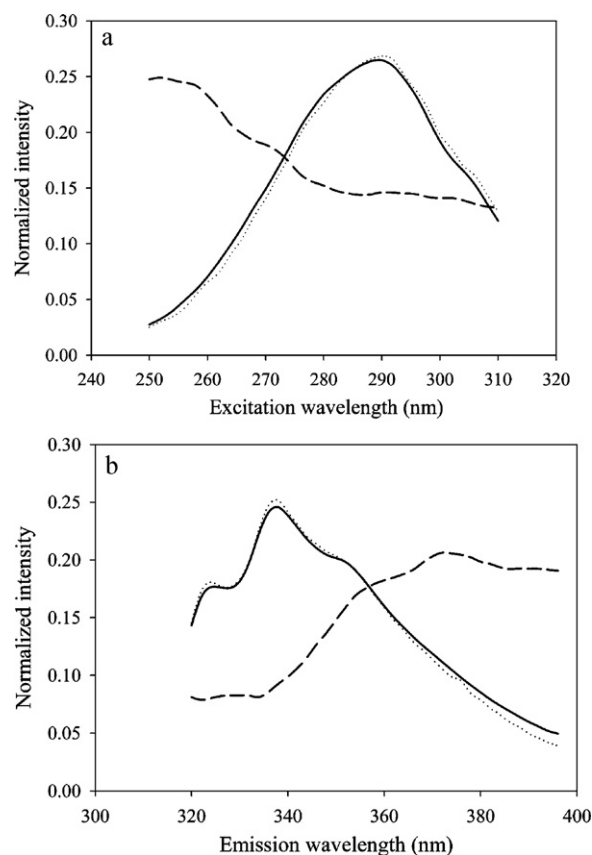 a
0.30
0.25
0.20
0.15
0.10
0.05
0.00
Normalized intensity
240 250 260 270 280 290 300 310 320
Excitation wavelength (nm)
b
0.30
0.25
0.20
0.15
0.10
0.05
0.00
Normalized intensity
300 320 340 360 380 400
Emission wavelength (nm)